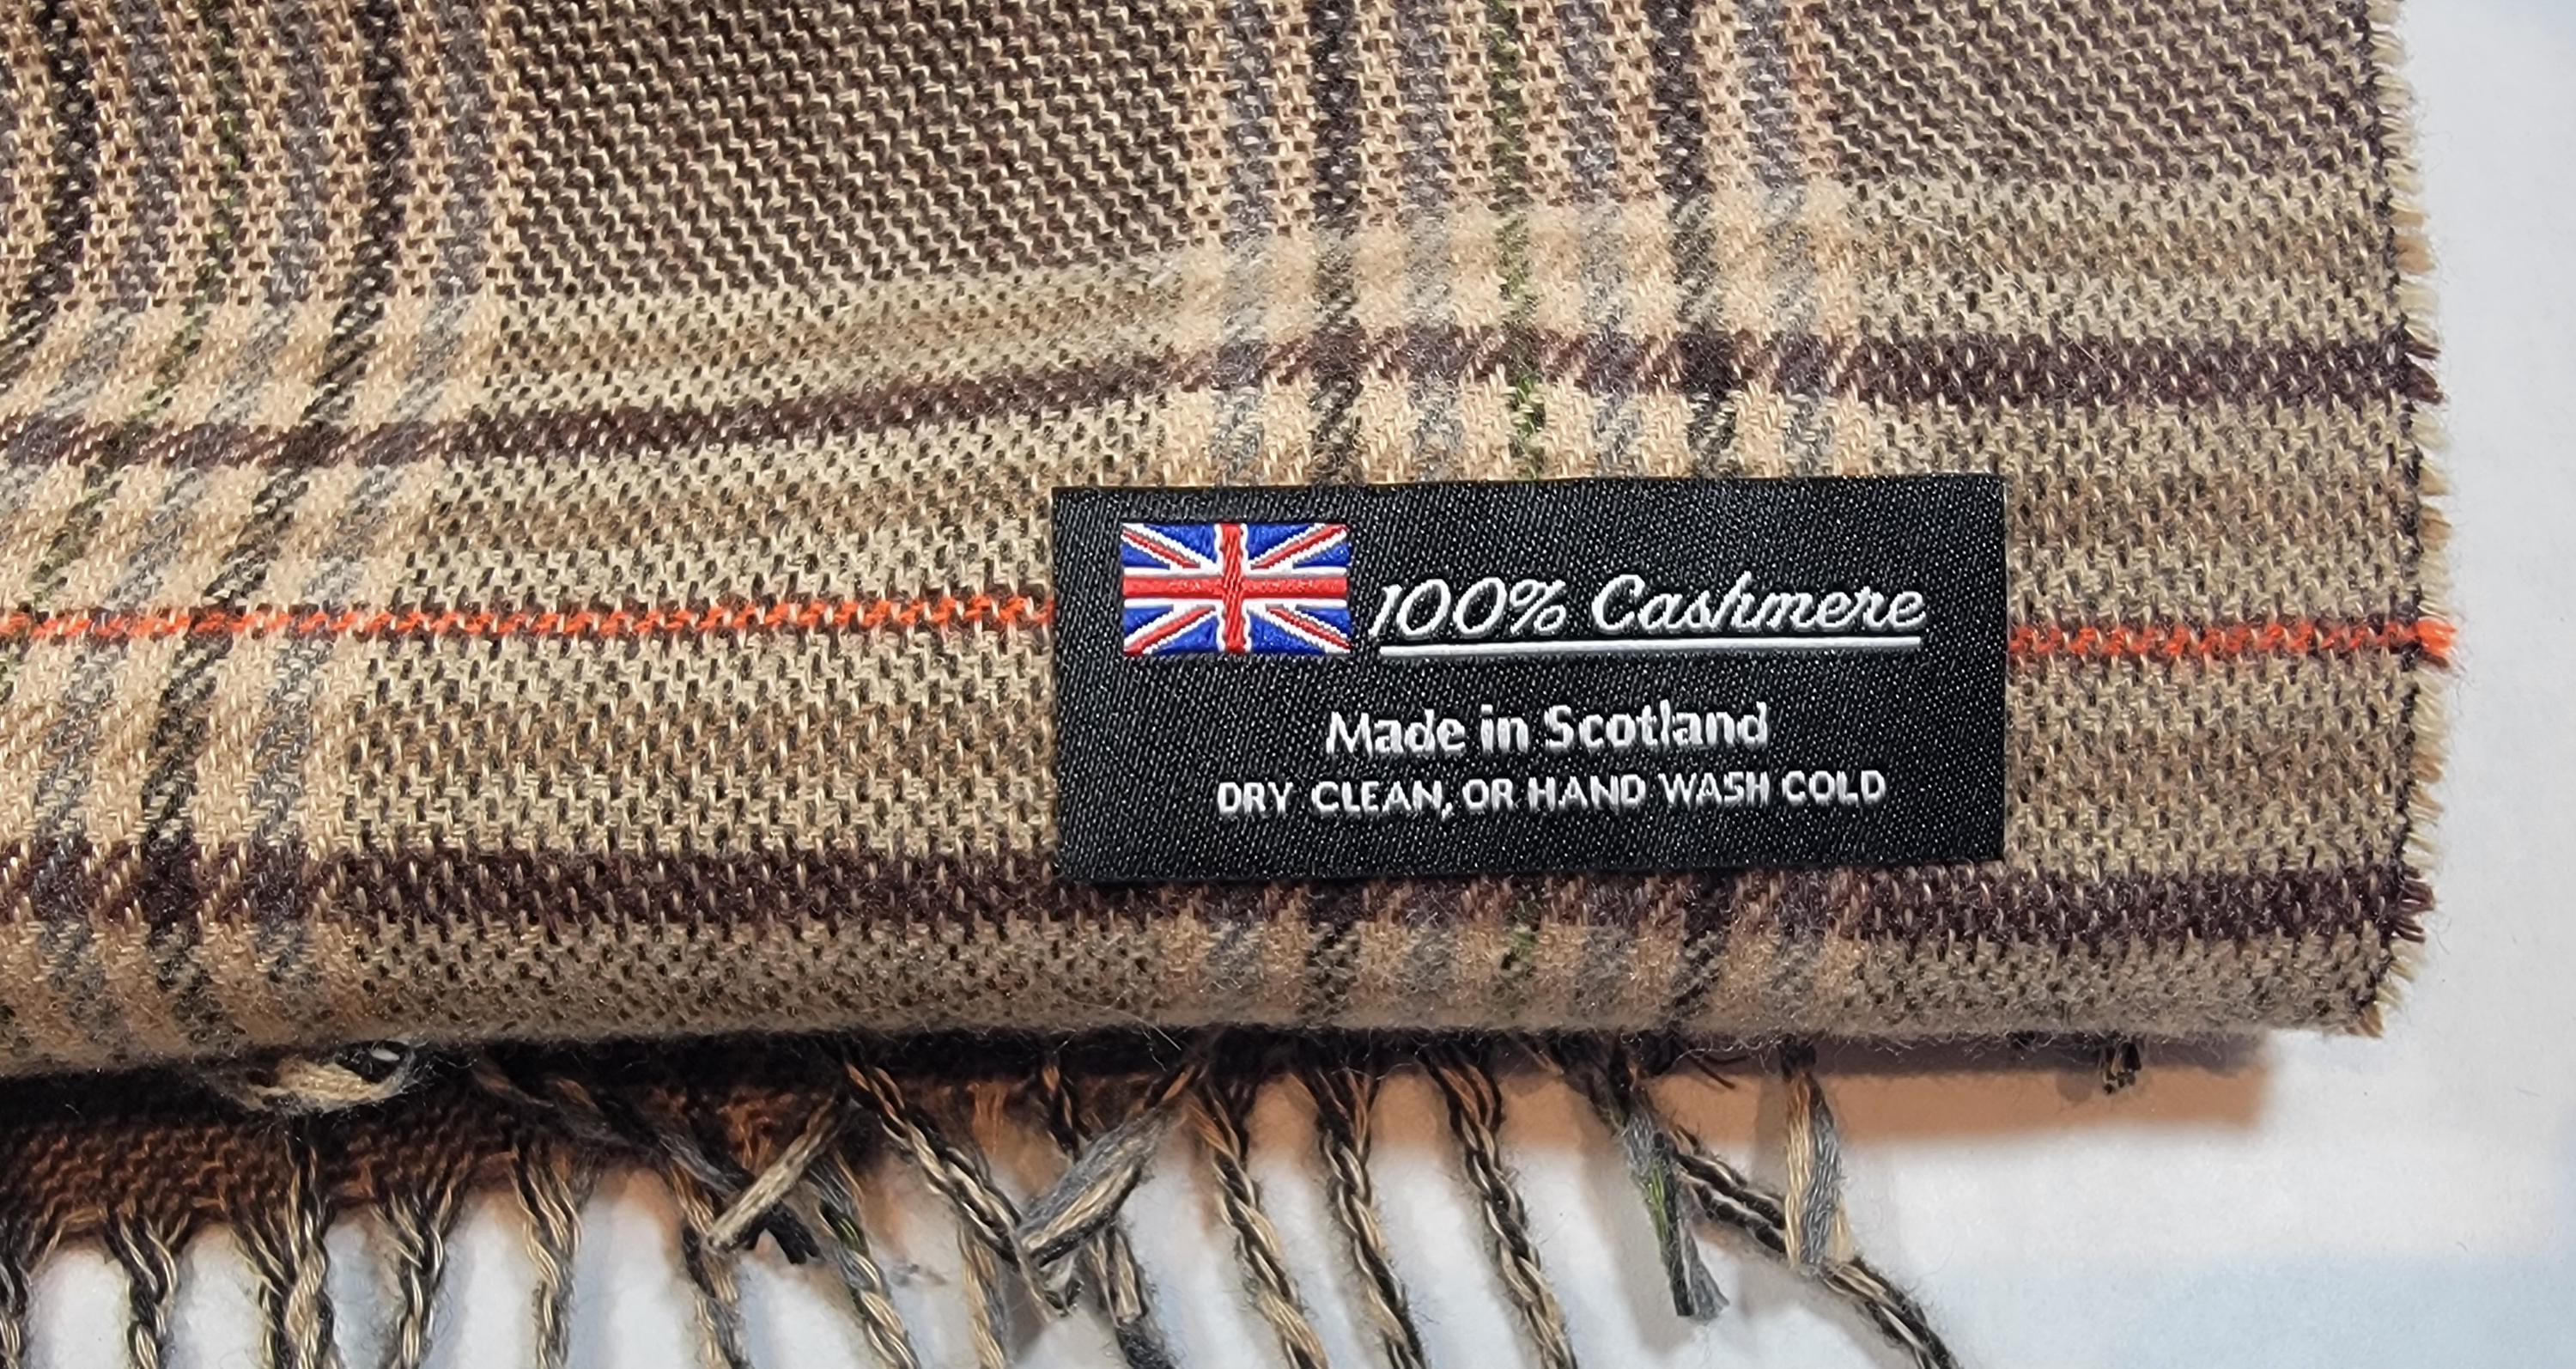 100% Cashmere
Made in Scotland
DRY CLEAN, OR HAND WASH COLD